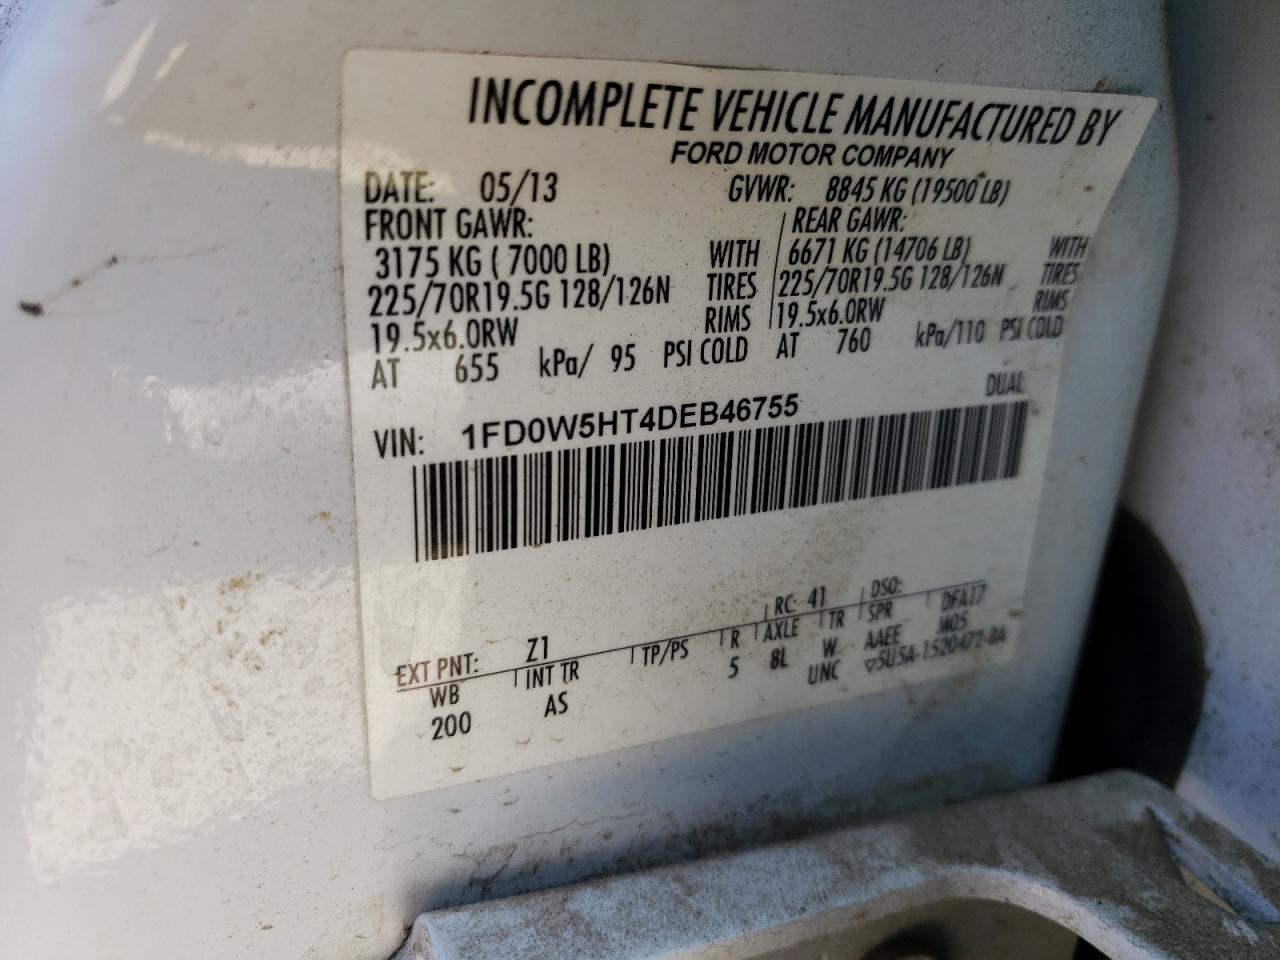 INCOMPLETE VEHICLE MANUFACTURED BY
FORD MOTOR COMPANY
DATE: 05/13 GVWR: 8845 KG (19500 LB)
FRONT GAWR: REAR GAWR:
3175 KG ( 7000 LB) WITH 6671 KG (14706 LB) WITH
225/70R19.5G 128/126N TIRES 225/70R19.5G 128/126N TIRES
19.5x6.0RW RIMS 19.5x6.0RW RIMS
AT 655 kPa/ 95 PSI COLD AT 760 kPa/110 PSI COLD
DUAL
VIN: 1FD0W5HT4DEB46755
RC: 41 DSO:
EXT PNT: Z1
WB INT TR TP/PS R AXLE TR SPR DFA17
200 AS 5 8L W AAEE M05
UNC ▽5U5A-1520472-BA